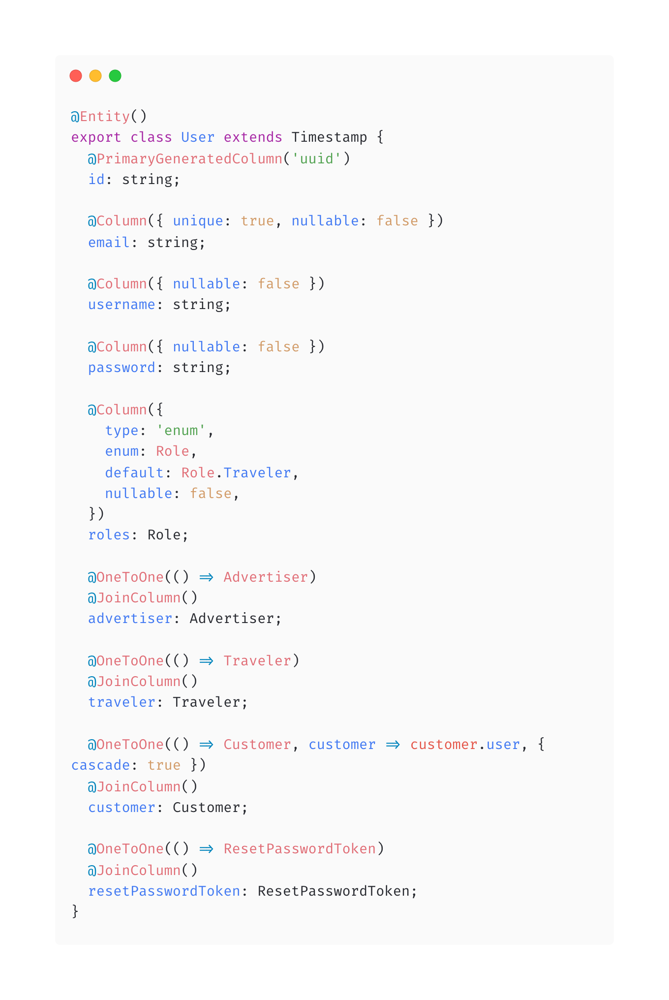 @Entity()
export class User extends Timestamp {
  @PrimaryGeneratedColumn('uuid')
  id: string;

  @Column({ unique: true, nullable: false })
  email: string;

  @Column({ nullable: false })
  username: string;

  @Column({ nullable: false })
  password: string;

  @Column({
    type: 'enum',
    enum: Role,
    default: Role.Traveler,
    nullable: false,
  })
  roles: Role;

  @OneToOne(() => Advertiser)
  @JoinColumn()
  advertiser: Advertiser;

  @OneToOne(() => Traveler)
  @JoinColumn()
  traveler: Traveler;

  @OneToOne(() => Customer, customer => customer.user, {
cascade: true })
  @JoinColumn()
  customer: Customer;

  @OneToOne(() => ResetPasswordToken)
  @JoinColumn()
  resetPasswordToken: ResetPasswordToken;
}